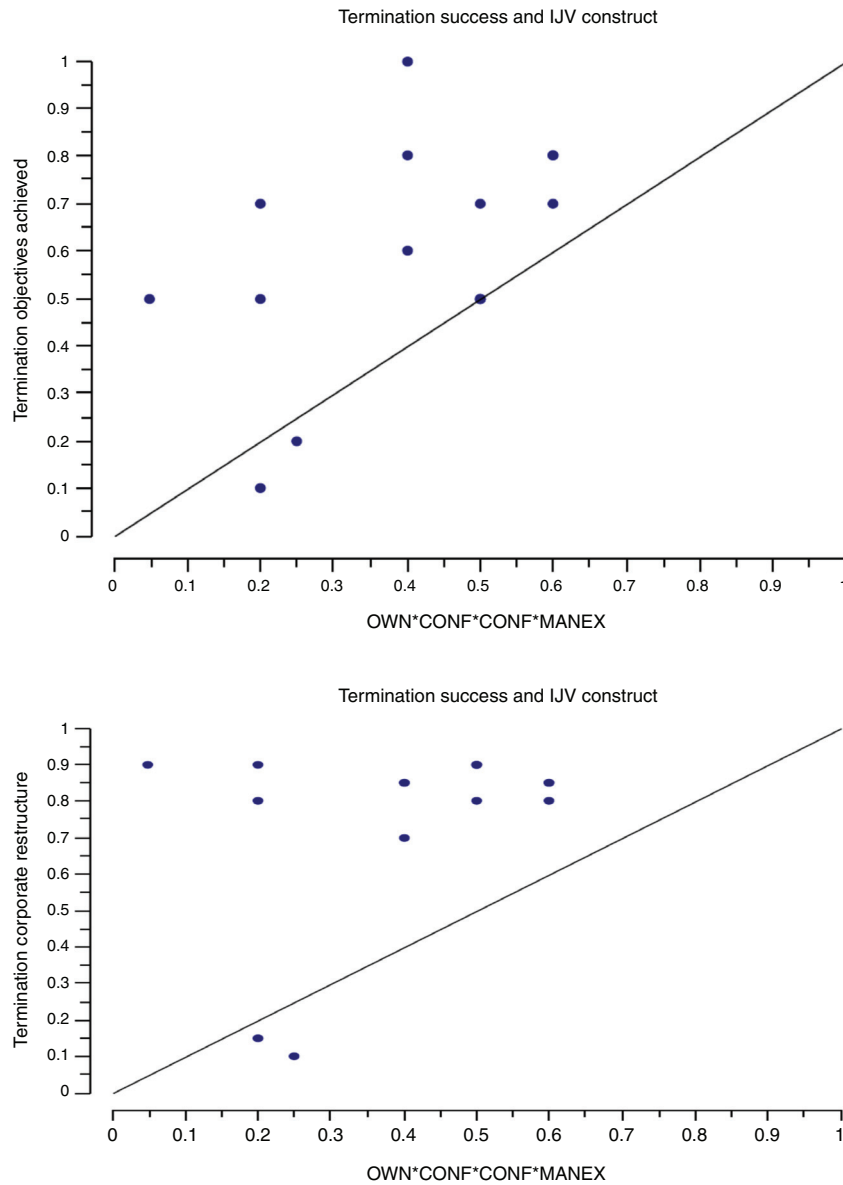 Termination success and IJV construct
Termination objectives achieved
1
0.9
0.8
0.7
0.6
0.5
0.4
0.3
0.2
0.1
0
0 0.1 0.2 0.3 0.4 0.5 0.6 0.7 0.8 0.9 1
OWN*CONF*CONF*MANEX
Termination success and IJV construct
Termination corporate restructure
1
0.9
0.8
0.7
0.6
0.5
0.4
0.3
0.2
0.1
0
0 0.1 0.2 0.3 0.4 0.5 0.6 0.7 0.8 0.9 1
OWN*CONF*CONF*MANEX